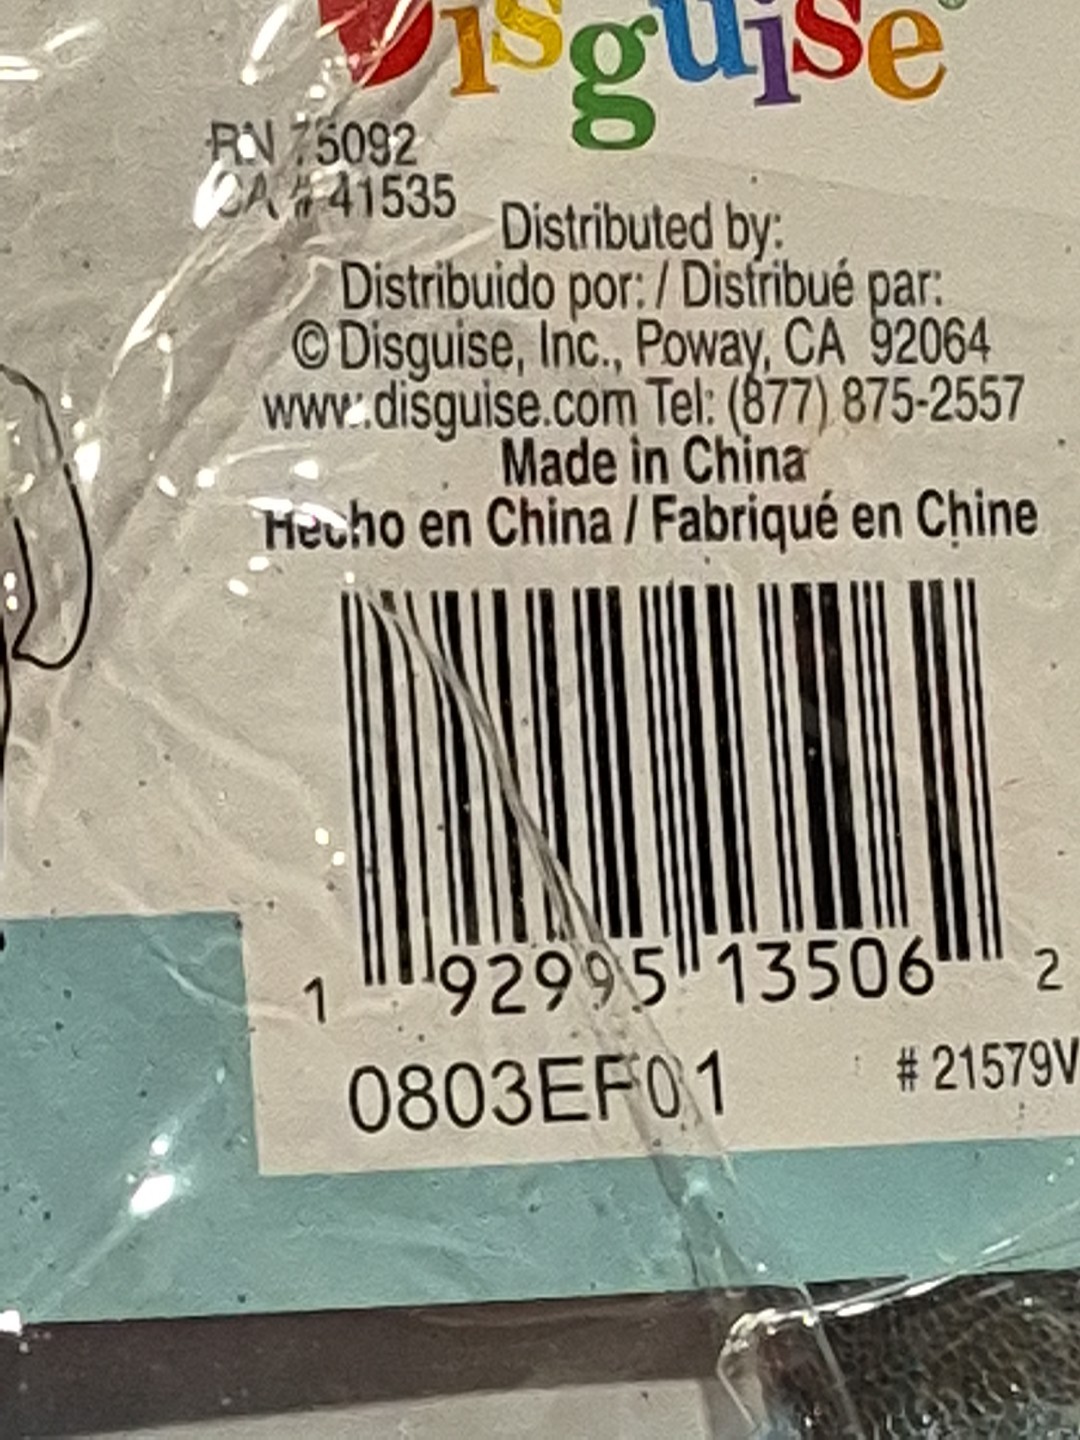 Disguise®
RN 75092
CA # 41535
Distributed by:
Distribuido por: / Distribué par:
© Disguise, Inc., Poway, CA 92064
www.disguise.com Tel: (877) 875-2557
Made in China
Hecho en China / Fabriqué en Chine
1 92995 13506 2
0803EF01 # 21579V